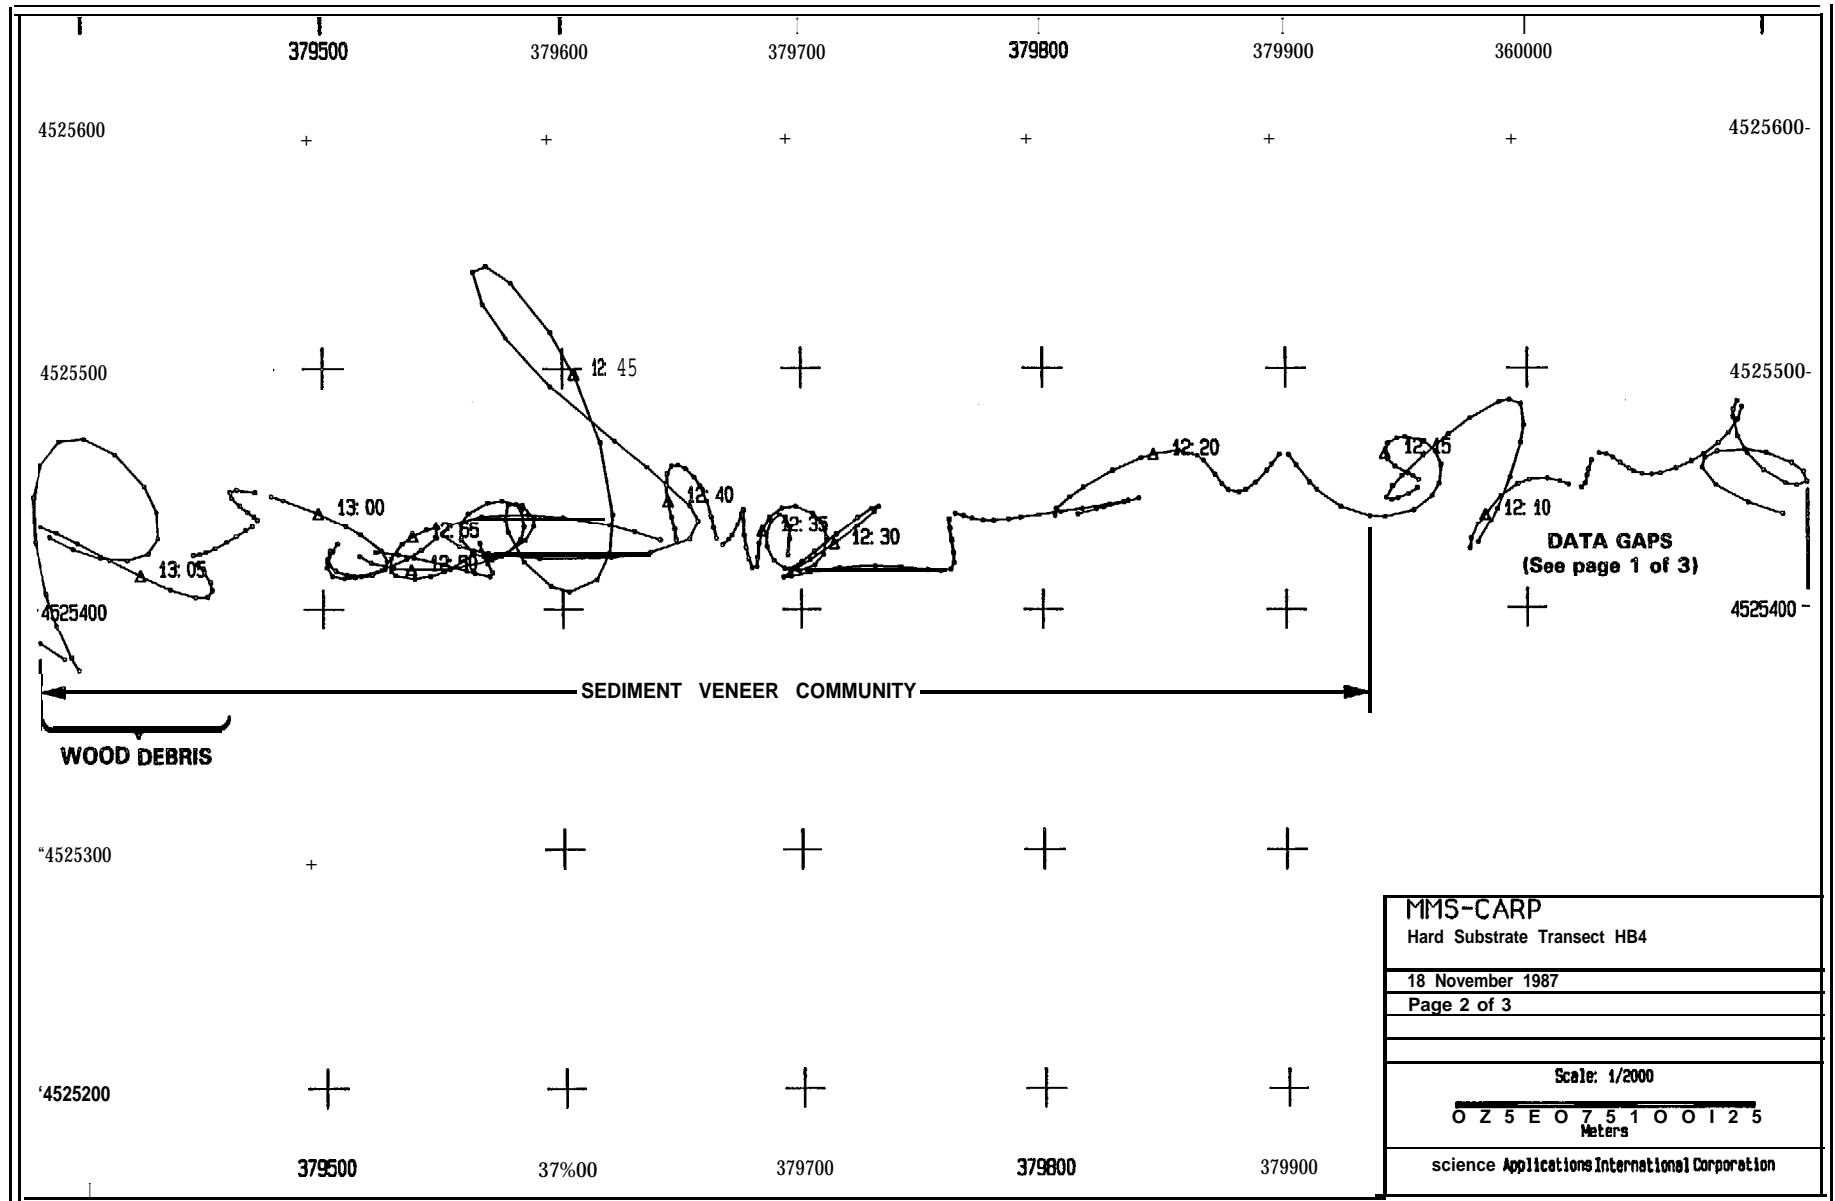 379500 379600 379700 379800 379900 360000
4525600 4525600-
12: 45
4525500 4525500-
12:20
12:15
12:40
13:00
12:10
12:35
12:55
12:30
DATA GAPS
(See page 1 of 3)
12:50
13:05
4525400 4525400
SEDIMENT VENEER COMMUNITY
WOOD DEBRIS
"4525300
MMS-CARP
Hard Substrate Transect HB4
18 November 1987
Page 2 of 3
Scale: 1/2000
'4525200
O Z 5 E O 7 5 1 O O I 2 5
Meters
379500 37%00 379700 379800 379900
science Applications International Corporation